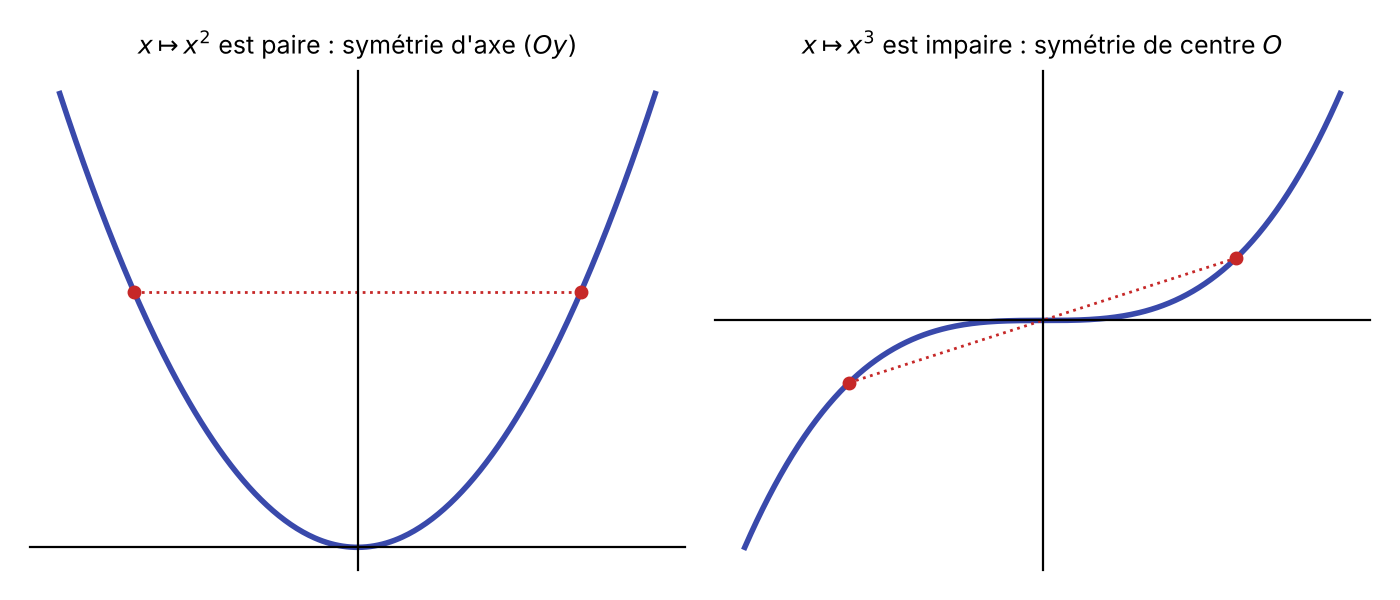 x ↦ x² est paire : symétrie d'axe (Oy)
x ↦ x³ est impaire : symétrie de centre O